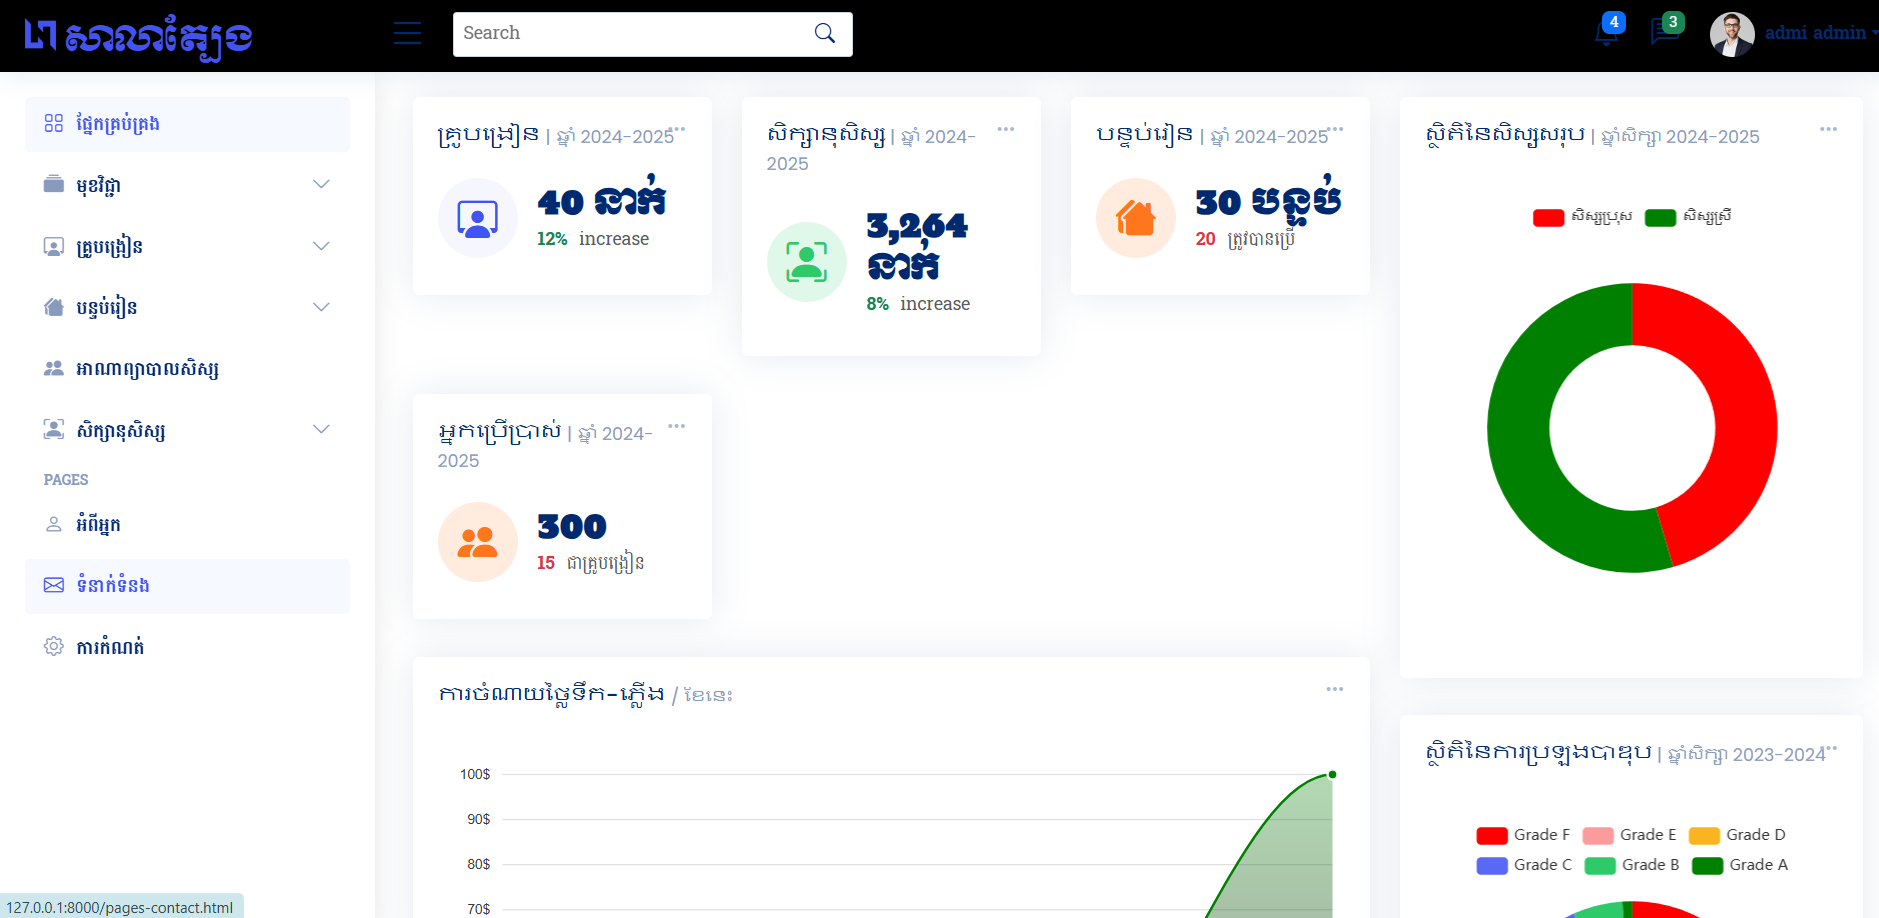 សាលាត្បែង
Search
4
3
admi admin
ផ្នែកគ្រប់គ្រង
មុខវិជ្ជា
គ្រូបង្រៀន
បន្ទប់រៀន
អាណាព្យាបាលសិស្ស
សិក្សានុសិស្ស
PAGES
អំពីអ្នក
ទំនាក់ទំនង
ការកំណត់
គ្រូបង្រៀន | ឆ្នាំ 2024-2025
40 នាក់
12% increase
សិក្សានុសិស្ស | ឆ្នាំ 2024-
2025
3,264
នាក់
8% increase
បន្ទប់រៀន | ឆ្នាំ 2024-2025
30 បន្ទប់
20 ត្រូវបានប្រើ
អ្នកប្រើប្រាស់ | ឆ្នាំ 2024-
2025
300
15 ជាគ្រូបង្រៀន
ការចំណាយថ្លៃទឹក-ភ្លើង / ខែនេះ
100$
90$
80$
70$
ស្ថិតិនៃសិស្សសរុប | ឆ្នាំសិក្សា 2024-2025
សិស្សប្រុស សិស្សស្រី
ស្ថិតិនៃការប្រឡងបាឌុប | ឆ្នាំសិក្សា 2023-2024
Grade F Grade E Grade D
Grade C Grade B Grade A
127.0.0.1:8000/pages-contact.html